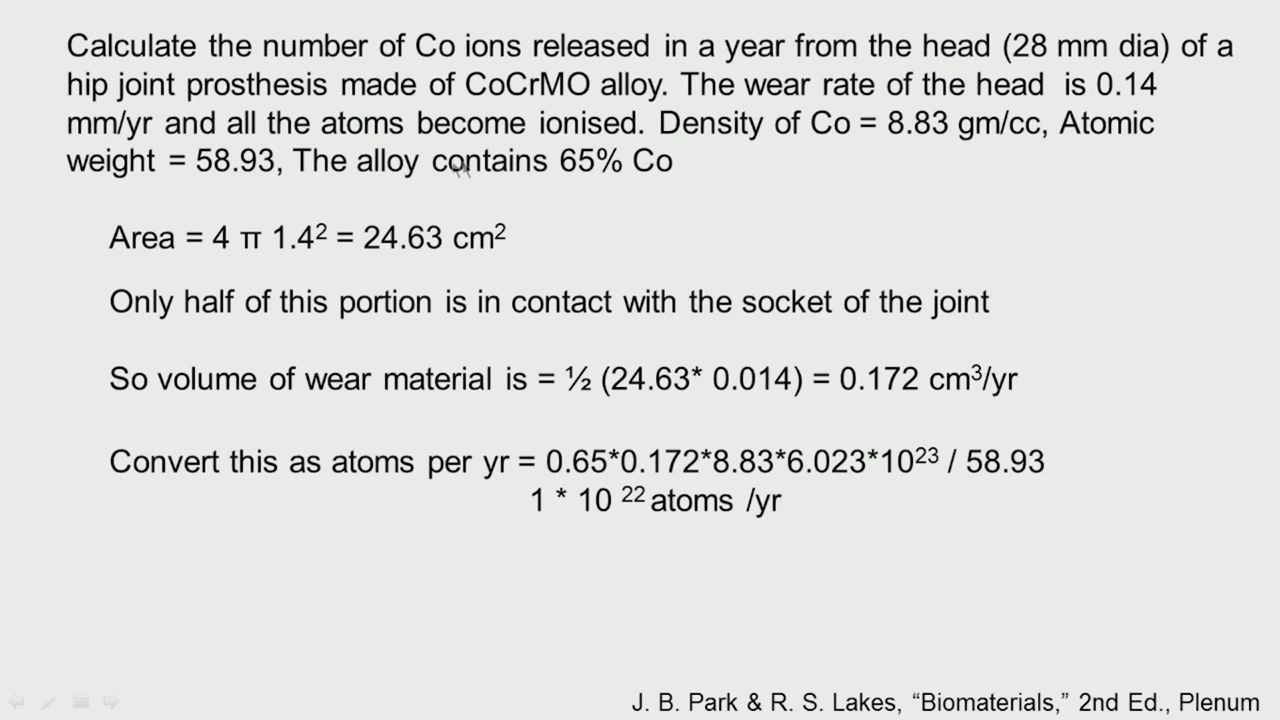 Calculate the number of Co ions released in a year from the head (28 mm dia) of a
hip joint prosthesis made of CoCrMO alloy. The wear rate of the head is 0.14
mm/yr and all the atoms become ionised. Density of Co = 8.83 gm/cc, Atomic
weight = 58.93, The alloy contains 65% Co
Area = 4 π 1.4² = 24.63 cm²
Only half of this portion is in contact with the socket of the joint
So volume of wear material is = ½ (24.63* 0.014) = 0.172 cm³/yr
Convert this as atoms per yr = 0.65*0.172*8.83*6.023*10²³ / 58.93
1 * 10 ²² atoms /yr
J. B. Park & R. S. Lakes, “Biomaterials,” 2nd Ed., Plenum